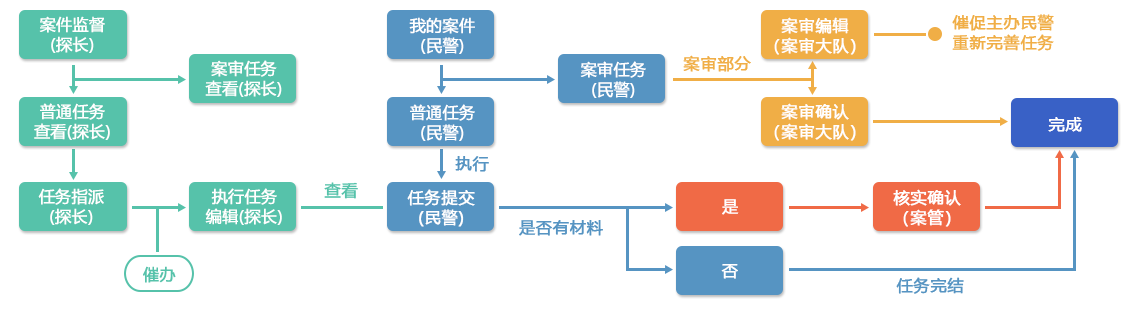 案件监督
(探长)
我的案件
(民警)
案审编辑
（案审大队）
催促主办民警
重新完善任务
案审任务
查看(探长)
案审任务
(民警)
案审部分
普通任务
查看(探长)
普通任务
(民警)
案审确认
（案审大队）
完成
执行
任务指派
(探长)
执行任务
编辑(探长)
查看
任务提交
(民警)
是否有材料
是
核实确认
（案管）
催办
否
任务完结